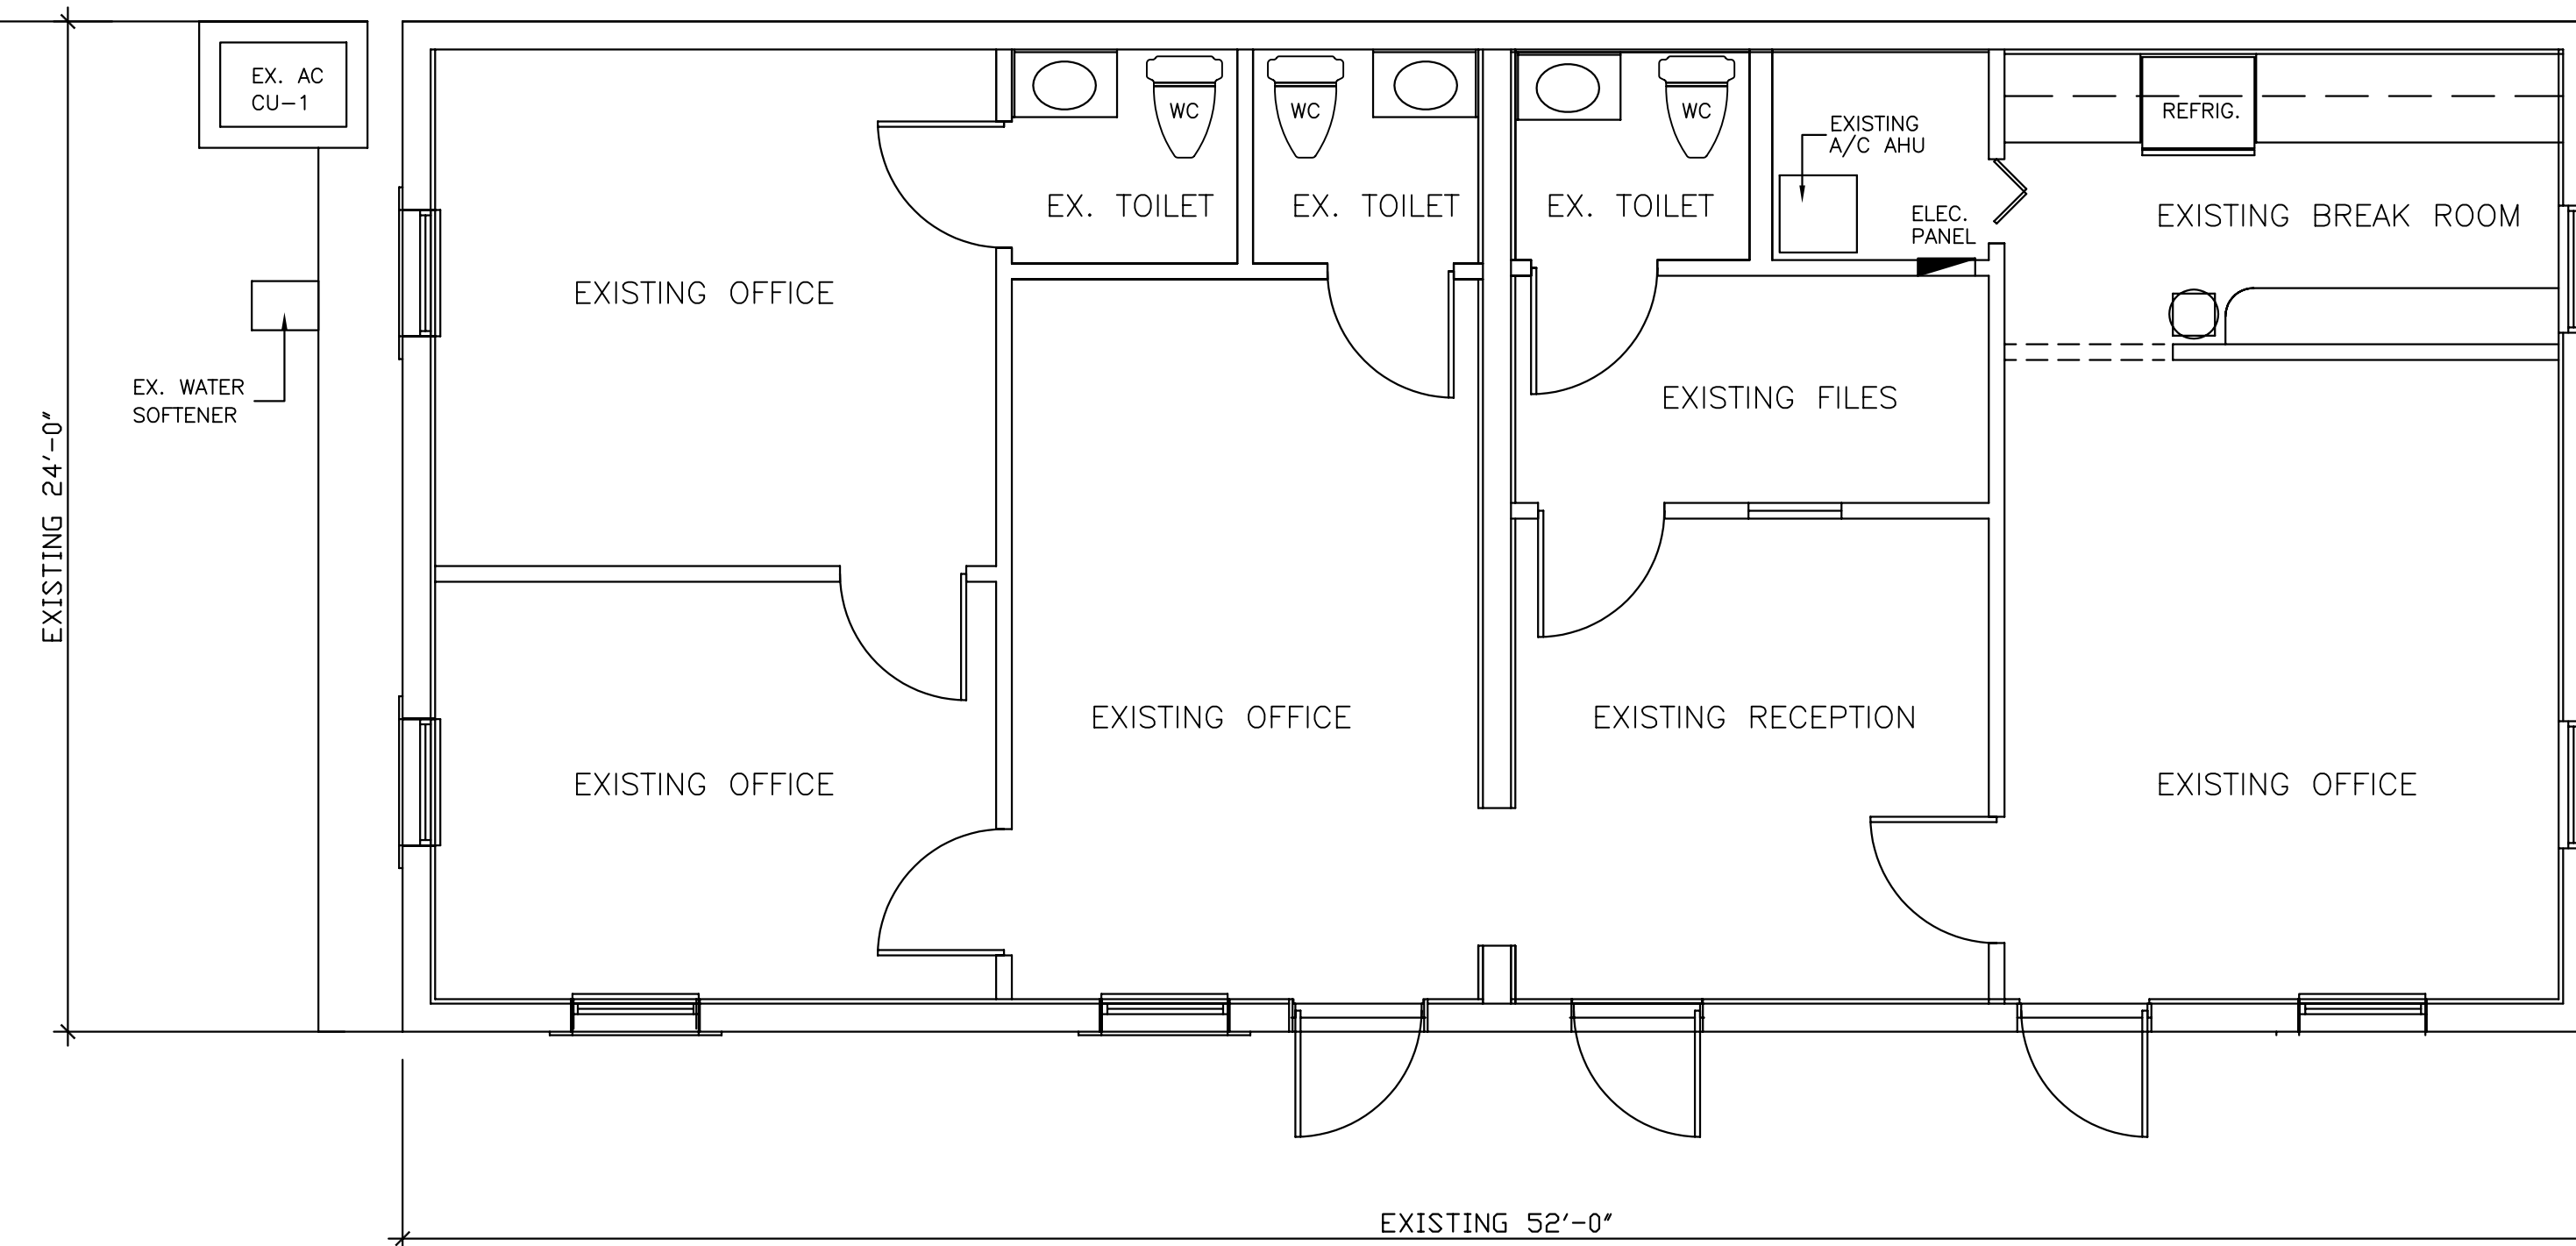 EX. AC
CU-1
WC
WC
WC
REFRIG.
EXISTING
A/C AHU
EX. TOILET
EX. TOILET
EX. TOILET
ELEC.
PANEL
EXISTING BREAK ROOM
EXISTING OFFICE
EX. WATER
SOFTENER
EXISTING FILES
EXISTING 24'-0"
EXISTING OFFICE
EXISTING RECEPTION
EXISTING OFFICE
EXISTING OFFICE
EXISTING 52'-0"